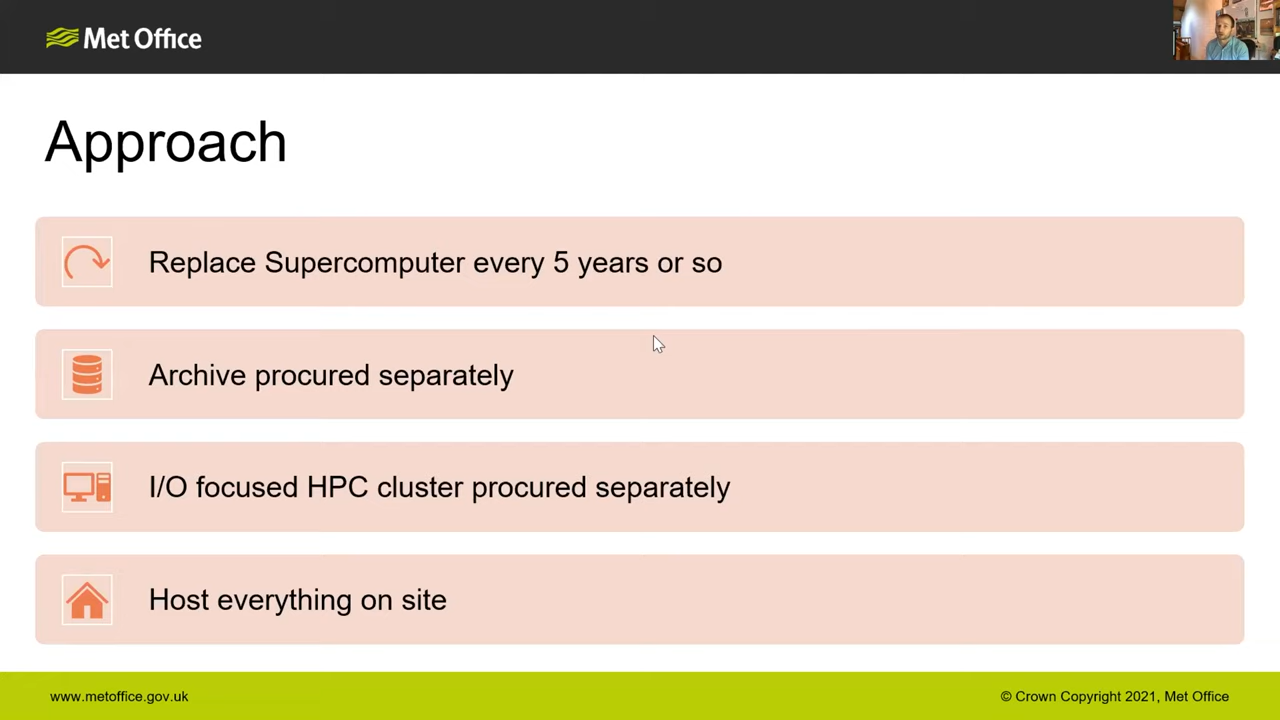 Met Office
Approach
Replace Supercomputer every 5 years or so
Archive procured separately
I/O focused HPC cluster procured separately
Host everything on site
www.metoffice.gov.uk
© Crown Copyright 2021, Met Office